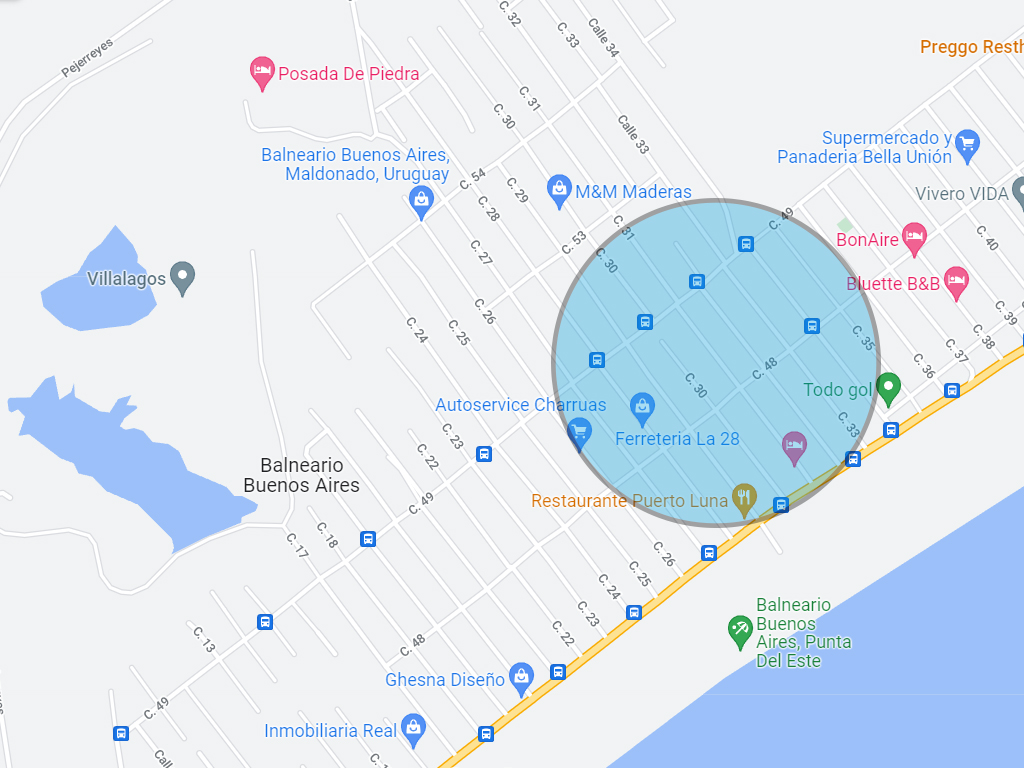 C. 32
C. 33
Calle 34
Preggo Resth
Pejerreyes
Posada De Piedra
C. 31
C. 30
Calle 33
Supermercado y
Panaderia Bella Unión
Balneario Buenos Aires,
Maldonado, Uruguay
C. 54
C. 29
M&M Maderas
Vivero VIDA
C. 28
C. 31
C. 49
C. 53
BonAire
C. 40
C. 27
C. 30
Villalagos
Bluette B&B
C. 26
C. 39
C. 24
C. 25
C. 35
C. 38
C. 37
C. 36
C. 48
C. 30
Todo gol
Autoservice Charruas
C. 23
Ferreteria La 28
C. 33
C. 22
Balneario
Buenos Aires
C. 49
Restaurante Puerto Luna
C. 18
C. 17
C. 26
C. 25
C. 24
C. 23
C. 22
Balneario
Buenos
Aires, Punta
Del Este
C. 13
C. 48
Ghesna Diseño
C. 49
Inmobiliaria Real
Call
C. 1